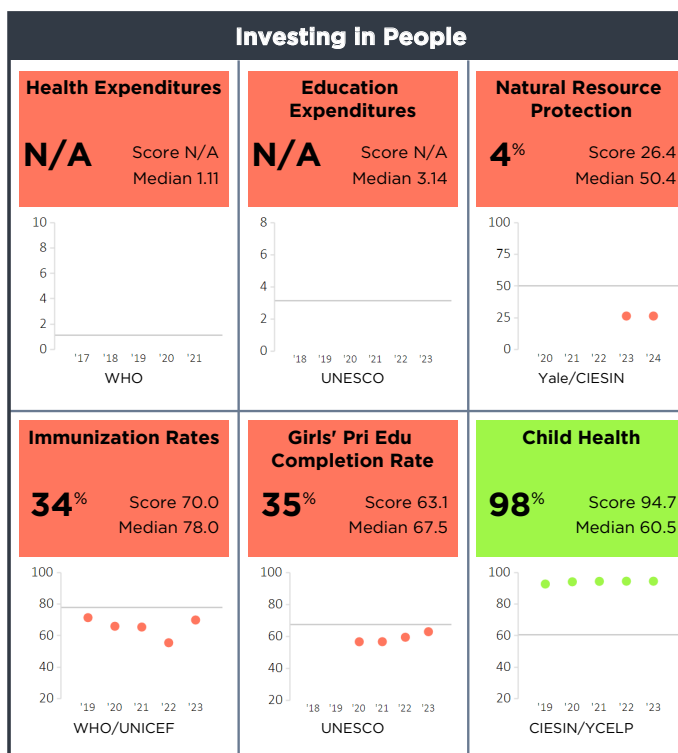 Investing in People
Health Expenditures
N/A
Score N/A
Median 1.11
10
8
6
4
2
0
'17 '18 '19 '20 '21
WHO
Education
Expenditures
N/A
Score N/A
Median 3.14
8
6
4
2
0
'18 '19 '20 '21 '22 '23
UNESCO
Natural Resource
Protection
4%
Score 26.4
Median 50.4
100
75
50
25
0
'20 '21 '22 '23 '24
Yale/CIESIN
Immunization Rates
34%
Score 70.0
Median 78.0
100
80
60
40
20
'19 '20 '21 '22 '23
WHO/UNICEF
Girls' Pri Edu
Completion Rate
35%
Score 63.1
Median 67.5
100
80
60
40
20
'18 '19 '20 '21 '22 '23
UNESCO
Child Health
98%
Score 94.7
Median 60.5
100
80
60
40
20
'19 '20 '21 '22 '23
CIESIN/YCELP